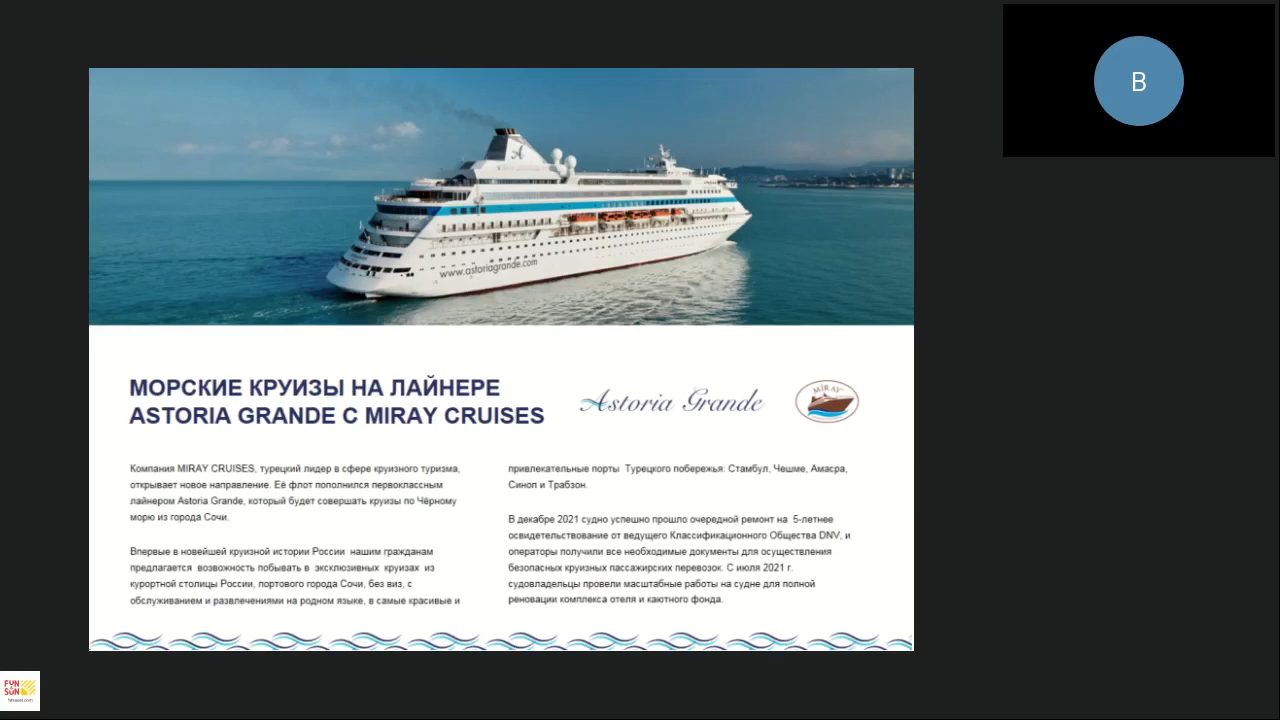 B
www.astoriagrande.com
МОРСКИЕ КРУИЗЫ НА ЛАЙНЕРЕ
ASTORIA GRANDE С MIRAY CRUISES
Astoria Grande
MİRAY
Компания MIRAY CRUISES, турецкий лидер в сфере круизного туризма,
открывает новое направление. Её флот пополнился первоклассным
лайнером Astoria Grande, который будет совершать круизы по Чёрному
морю из города Сочи.
Впервые в новейшей круизной истории России нашим гражданам
предлагается возвожность побывать в эксклюзивных круизах из
курортной столицы России, портового города Сочи, без виз, с
обслуживанием и развлечениями на родном языке, в самые красивые и
привлекательные порты Турецкого побережья: Стамбул, Чешме, Амасра,
Синоп и Трабзон.
В декабре 2021 судно успешно прошло очередной ремонт на 5-летнее
освидетельствование от ведущего Классификационного Общества DNV, и
операторы получили все необходимые документы для осуществления
безопасных круизных пассажирских перевозок. С июля 2021 г.
судовладельцы провели масштабные работы на судне для полной
реновации комплекса отеля и каютного фонда.
FUN
SUN